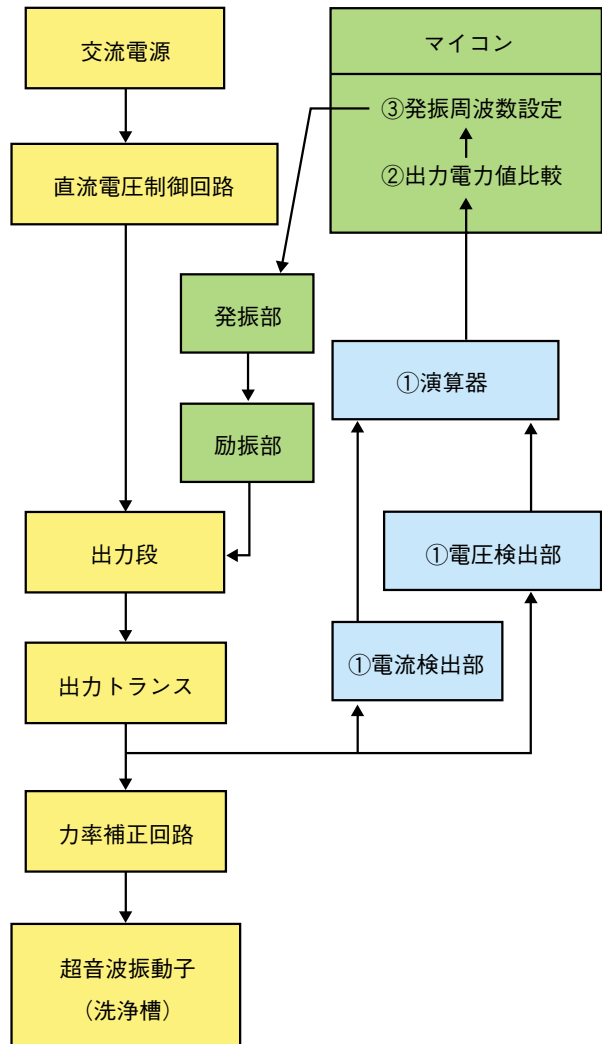 交流電源
マイコン
③発振周波数設定
②出力電力値比較
直流電圧制御回路
発振部
①演算器
励振部
出力段
①電圧検出部
①電流検出部
出力トランス
力率補正回路
超音波振動子
（洗浄槽）